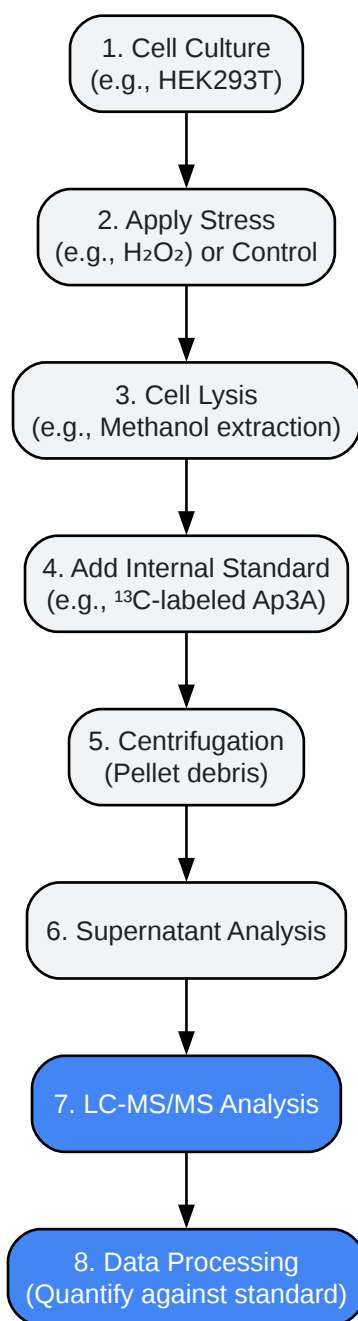 1. Cell Culture
(e.g., HEK293T)
2. Apply Stress
(e.g., H₂O₂) or Control
3. Cell Lysis
(e.g., Methanol extraction)
4. Add Internal Standard
(e.g., ¹³C-labeled Ap3A)
5. Centrifugation
(Pellet debris)
6. Supernatant Analysis
7. LC-MS/MS Analysis
8. Data Processing
(Quantify against standard)